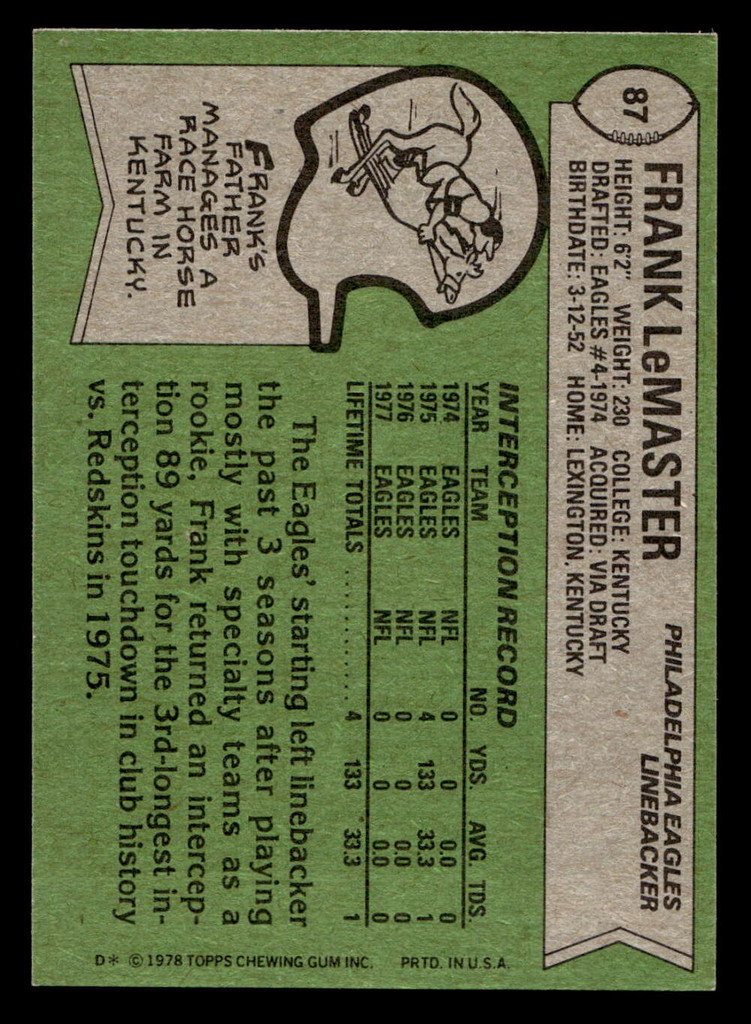 87
FRANK LeMASTER
PHILADELPHIA EAGLES
LINEBACKER
HEIGHT: 6'2" WEIGHT: 230 COLLEGE: KENTUCKY
DRAFTED: EAGLES #4-1974 ACQUIRED: VIA DRAFT
BIRTHDATE: 3-12-52 HOME: LEXINGTON, KENTUCKY
FRANK'S
FATHER
MANAGES A
RACE HORSE
FARM IN
KENTUCKY.
INTERCEPTION RECORD
YEAR TEAM NO. YDS. AVG. TDS.
1974 EAGLES NFL 0 0 0.0 0
1975 EAGLES NFL 4 133 33.3 1
1976 EAGLES NFL 0 0 0.0 0
1977 EAGLES NFL 0 0 0.0 0
LIFETIME TOTALS ............ 4 133 33.3 1
The Eagles' starting left linebacker
the past 3 seasons after playing
mostly with specialty teams as a
rookie, Frank returned an intercep-
tion 89 yards for the 3rd-longest in-
terception touchdown in club history
vs. Redskins in 1975.
D* © 1978 TOPPS CHEWING GUM INC. PRTD. IN U.S.A.